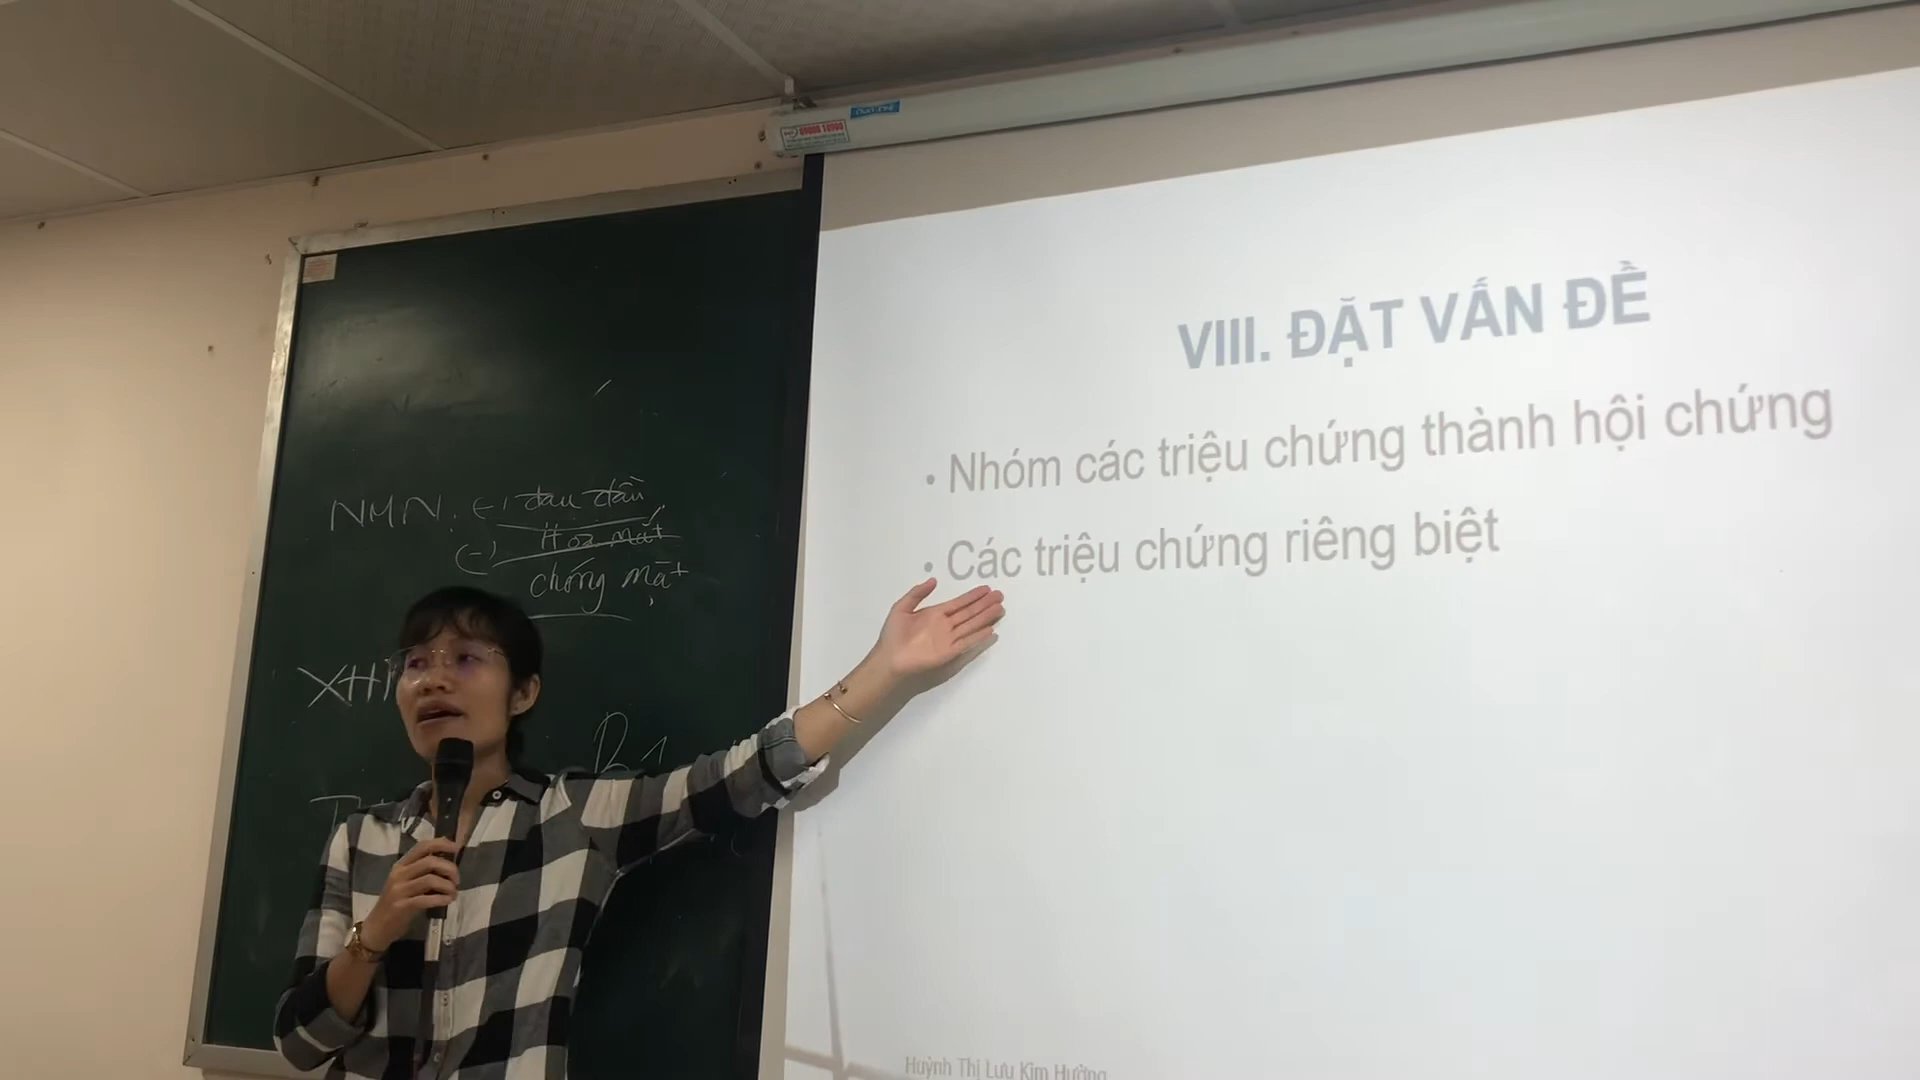 VIII. ĐẶT VẤN ĐỀ
• Nhóm các triệu chứng thành hội chứng
• Các triệu chứng riêng biệt
Huỳnh Thị Lưu Kim Hường
NMN: (-) đau đầu
(-) Hoa mắt
chóng mặt